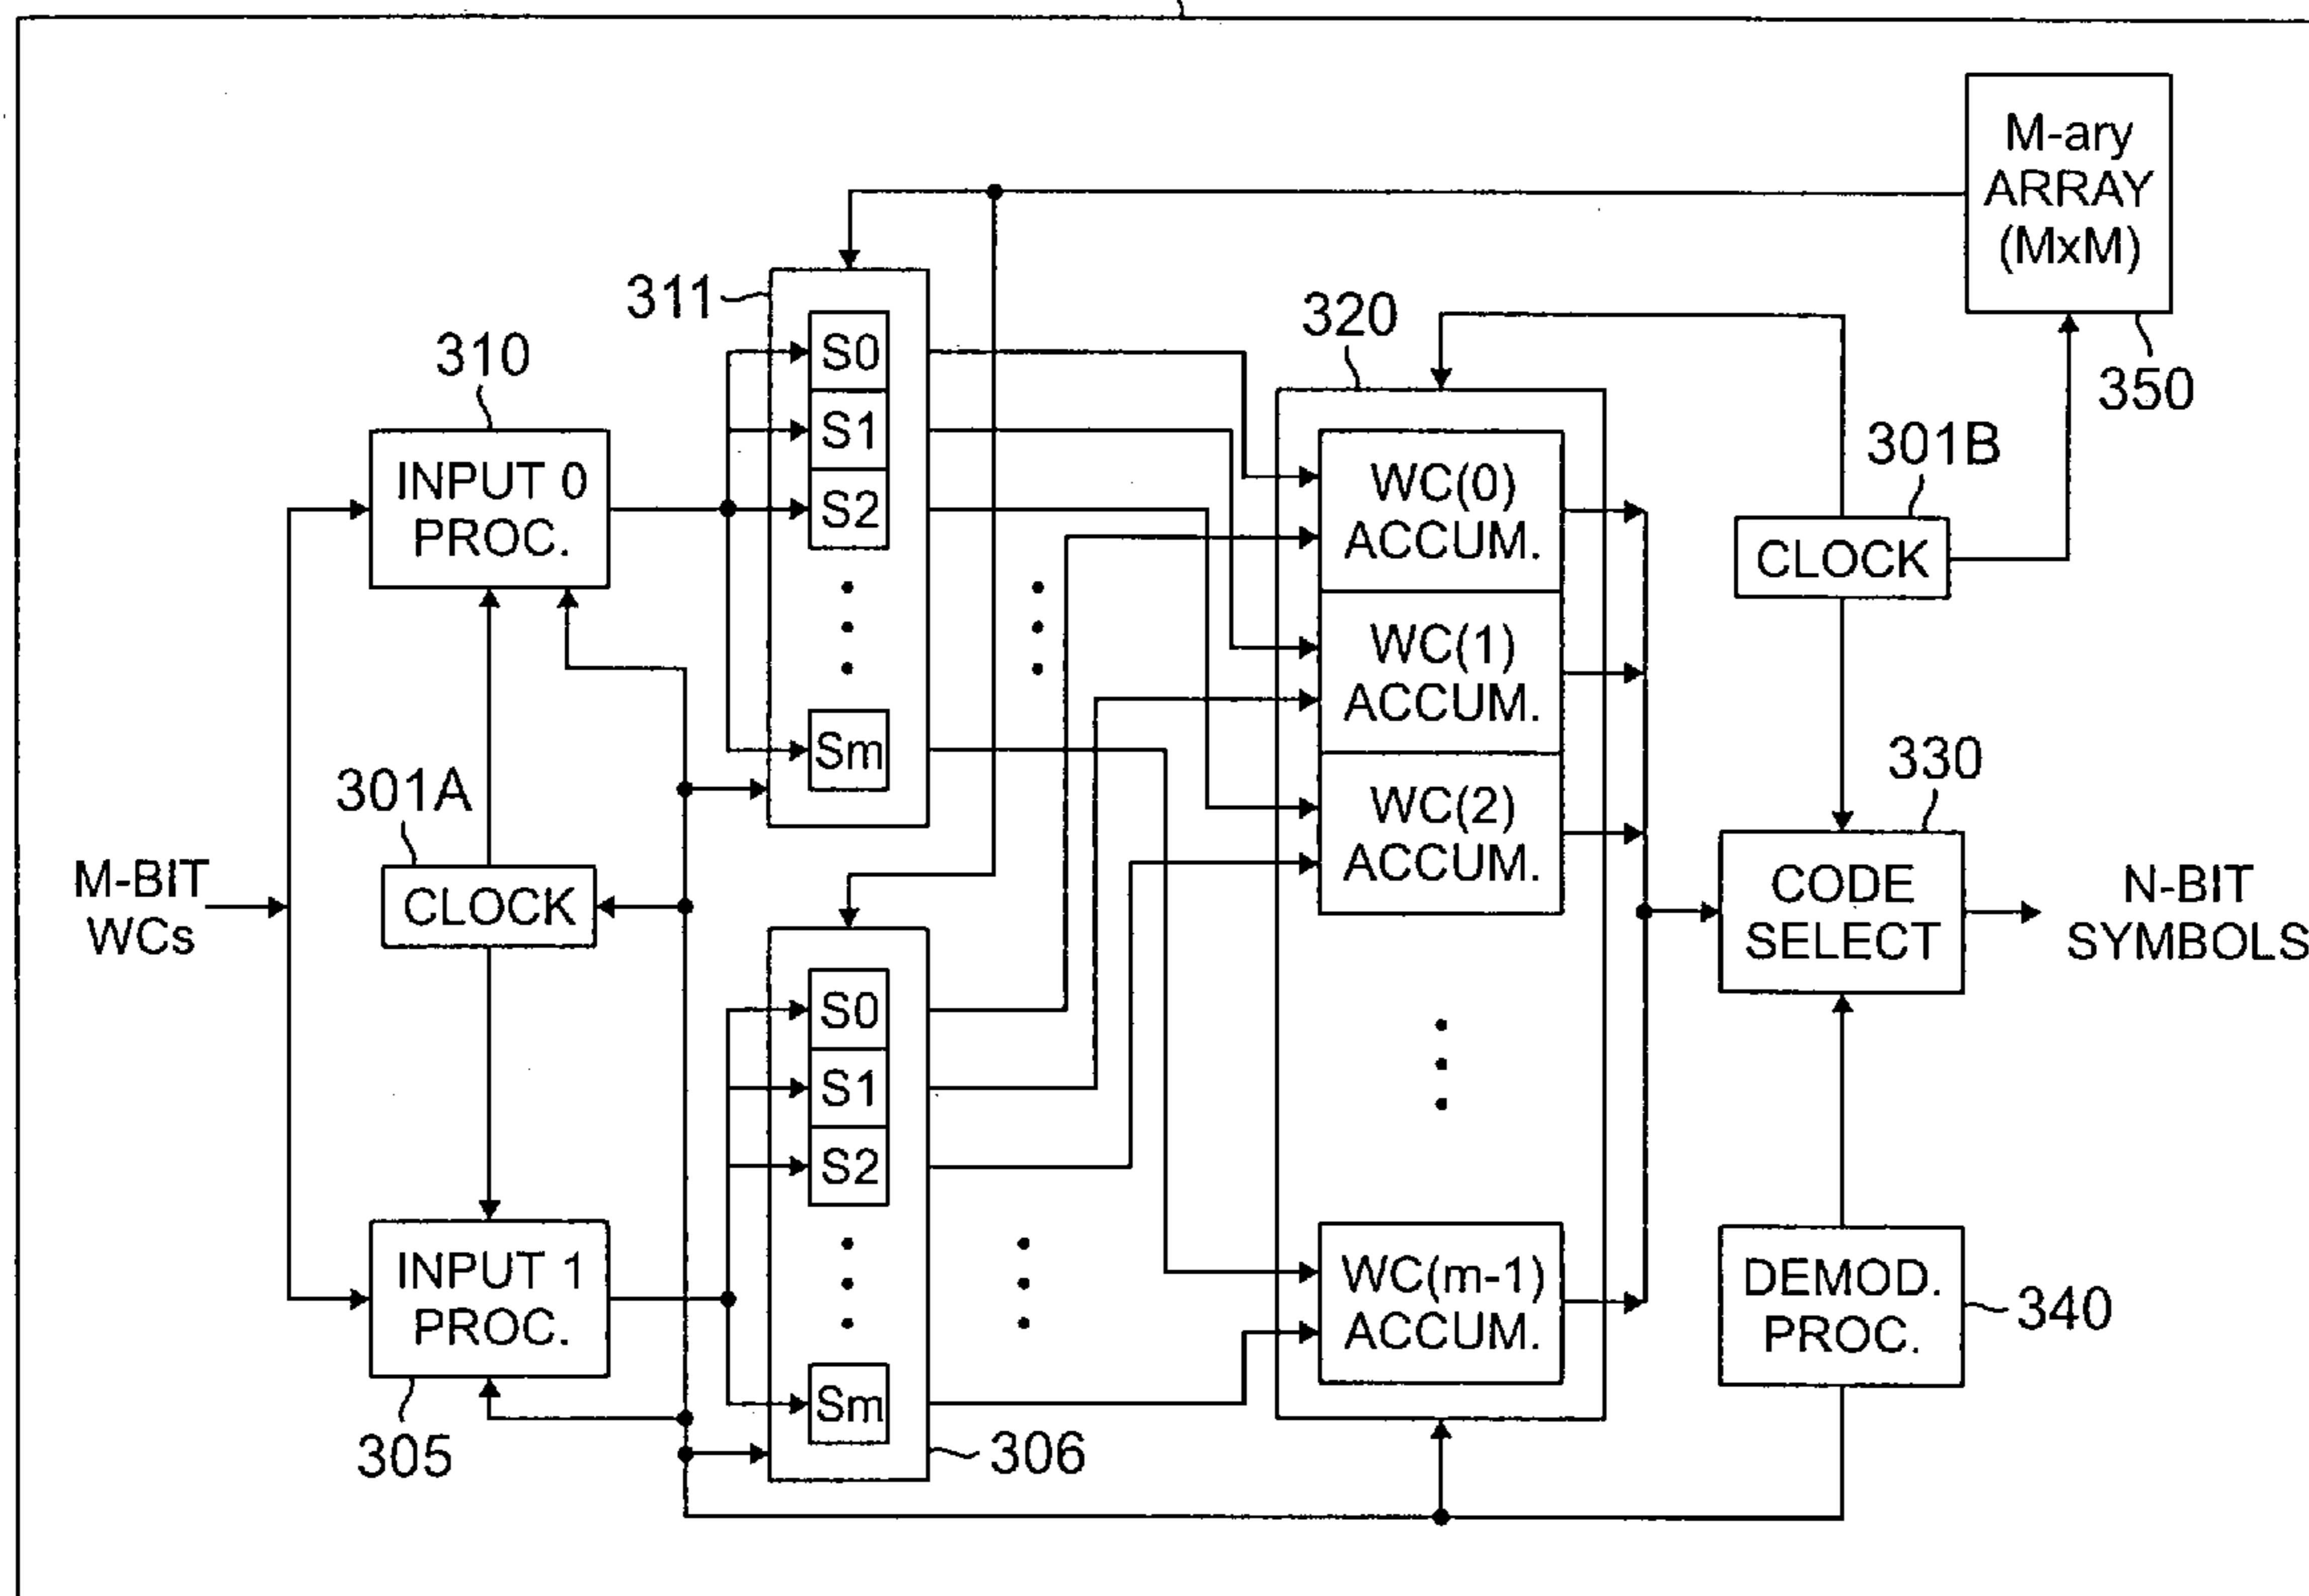 M-ary
ARRAY
(MxM)
350
311
S0
S1
S2
Sm
320
310
INPUT 0
PROC.
301B
CLOCK
WC(0)
ACCUM.
WC(1)
ACCUM.
WC(2)
ACCUM.
WC(m-1)
ACCUM.
301A
CLOCK
M-BIT
WCs
330
CODE
SELECT
N-BIT
SYMBOLS
S0
S1
S2
Sm
306
INPUT 1
PROC.
305
DEMOD.
PROC.
340